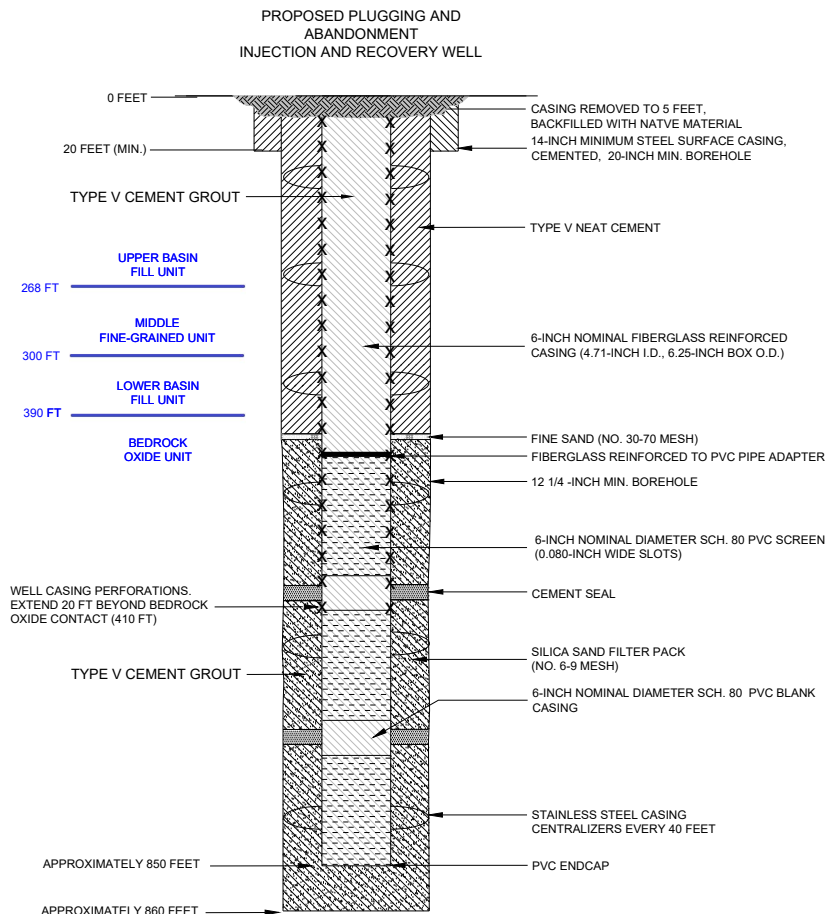 PROPOSED PLUGGING AND
ABANDONMENT
INJECTION AND RECOVERY WELL
0 FEET
CASING REMOVED TO 5 FEET,
BACKFILLED WITH NATVE MATERIAL
20 FEET (MIN.)
14-INCH MINIMUM STEEL SURFACE CASING,
CEMENTED, 20-INCH MIN. BOREHOLE
TYPE V CEMENT GROUT
TYPE V NEAT CEMENT
UPPER BASIN
FILL UNIT
268 FT
MIDDLE
FINE-GRAINED UNIT
300 FT
6-INCH NOMINAL FIBERGLASS REINFORCED
CASING (4.71-INCH I.D., 6.25-INCH BOX O.D.)
LOWER BASIN
FILL UNIT
390 FT
BEDROCK
OXIDE UNIT
FINE SAND (NO. 30-70 MESH)
FIBERGLASS REINFORCED TO PVC PIPE ADAPTER
12 1/4 -INCH MIN. BOREHOLE
6-INCH NOMINAL DIAMETER SCH. 80 PVC SCREEN
(0.080-INCH WIDE SLOTS)
WELL CASING PERFORATIONS.
EXTEND 20 FT BEYOND BEDROCK
OXIDE CONTACT (410 FT)
CEMENT SEAL
SILICA SAND FILTER PACK
(NO. 6-9 MESH)
TYPE V CEMENT GROUT
6-INCH NOMINAL DIAMETER SCH. 80 PVC BLANK
CASING
STAINLESS STEEL CASING
CENTRALIZERS EVERY 40 FEET
APPROXIMATELY 850 FEET
PVC ENDCAP
APPROXIMATELY 860 FEET